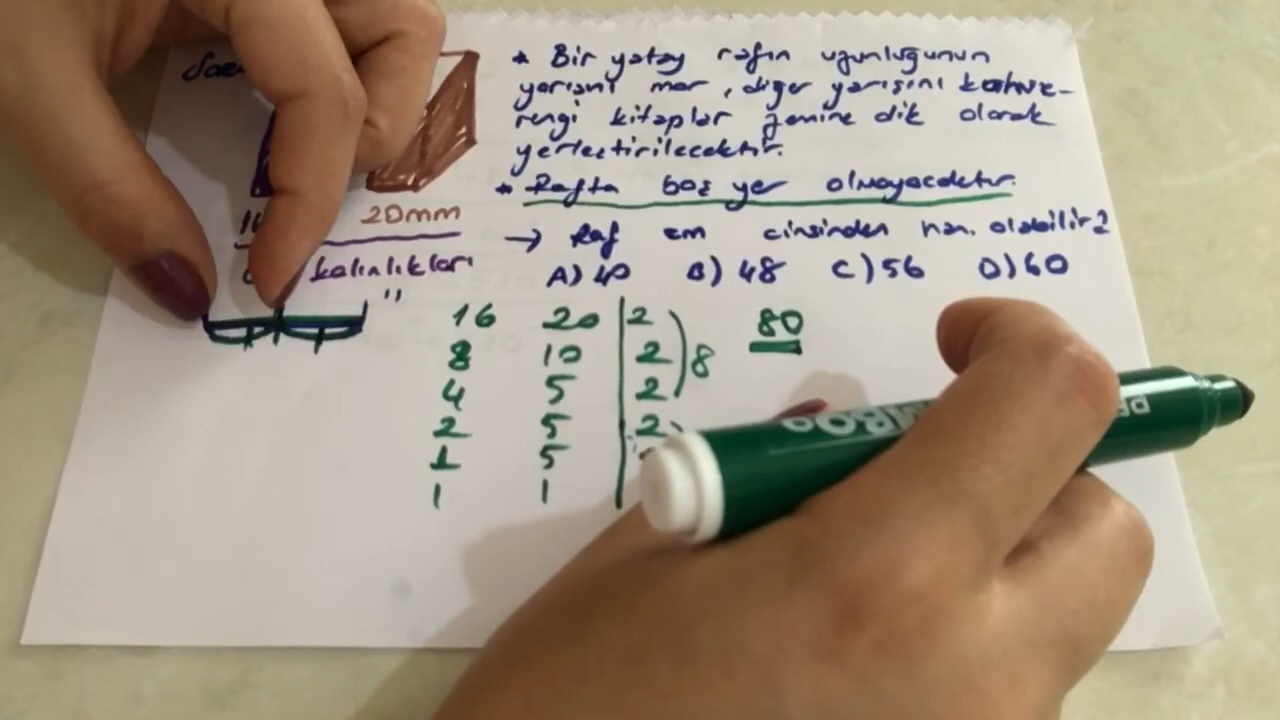 * Bir yatay rafın uzunluğunun
yarısını mor, diğer yarısını kahve-
rengi kitaplar zemine dik olarak
yerleştirilecektir.
* Rafta boş yer olmayacaktır.
20mm
→ Raf cm cinsinden han. olabilir?
kalınlıkları
A) 40 B) 48 C) 56 D) 60
"
16 20 2
8 10 2 8 80
4 5 2
2 5 2
1 5
1 1